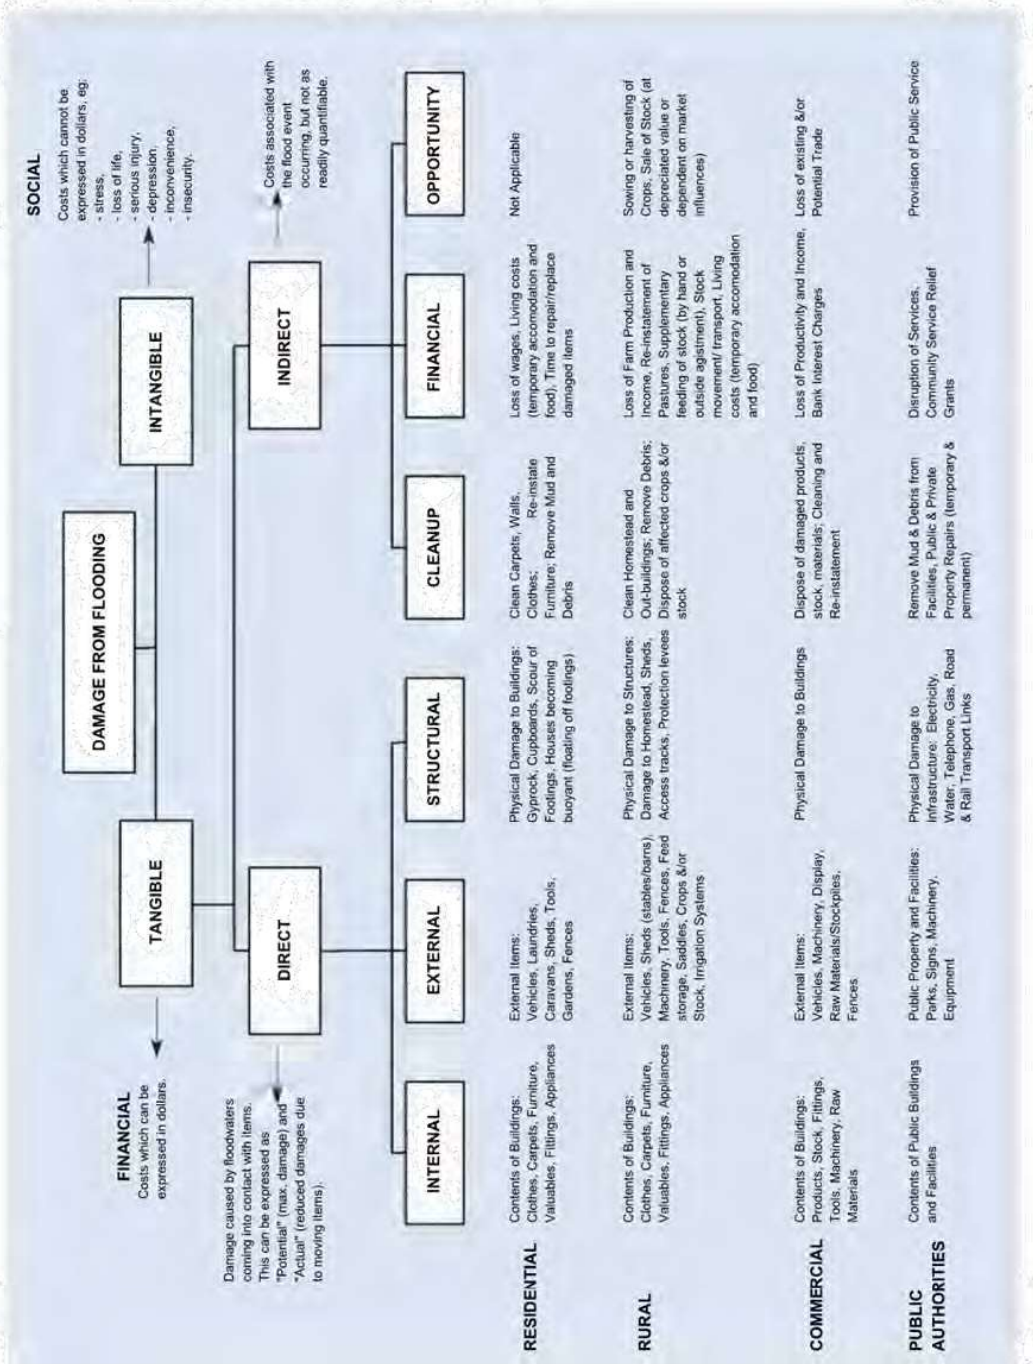 DAMAGE FROM FLOODING
FINANCIAL
Costs which can be
expressed in dollars.
TANGIBLE
INTANGIBLE
SOCIAL
Costs which cannot be
expressed in dollars, eg:
- stress,
- loss of life,
- serious injury,
- depression,
- inconvenience,
- insecurity.
Damage caused by floodwaters
coming into contact with items.
This can be expressed as
"Potential" (max. damage) and
"Actual" (reduced damages due
to moving items).
DIRECT
INDIRECT
Costs associated with
the flood event
occurring, but not as
readily quantifiable.
INTERNAL
EXTERNAL
STRUCTURAL
CLEANUP
FINANCIAL
OPPORTUNITY
RESIDENTIAL
Contents of Buildings:
Clothes, Carpets, Furniture,
Valuables, Fittings, Appliances
External Items:
Vehicles, Laundries,
Caravans, Sheds, Tools,
Gardens, Fences
Physical Damage to Buildings:
Gyprock, Cupboards, Scour of
Footings, Houses becoming
buoyant (floating off footings)
Clean Carpets, Walls,
Clothes; Re-instate
Furniture; Remove Mud and
Debris
Loss of wages, Living costs
(temporary accomodation and
food), Time to repair/replace
damaged items
Not Applicable
RURAL
Contents of Buildings:
Clothes, Carpets, Furniture,
Valuables, Fittings, Appliances
External Items:
Vehicles, Sheds (stables/barns),
Machinery, Tools, Fences, Feed
storage, Saddles, Crops &/or
Stock, Irrigation Systems
Physical Damage to Structures:
Damage to Homestead, Sheds,
Access tracks, Protection levees
Clean Homestead and
Out-buildings; Remove Debris;
Dispose of affected crops &/or
stock
Loss of Farm Production and
Income, Re-instatement of
Pastures, Supplementary
feeding of stock (by hand or
outside agistment), Stock
movement/ transport, Living
costs (temporary accomodation
and food)
Sowing or harvesting of
Crops, Sale of Stock (at
depreciated value or
dependent on market
influences)
COMMERCIAL
Contents of Buildings:
Products, Stock, Fittings,
Tools, Machinery, Raw
Materials
External Items:
Vehicles, Machinery, Display,
Raw Materials/Stockpiles,
Fences
Physical Damage to Buildings
Dispose of damaged products,
stock, materials; Cleaning and
Re-instatement
Loss of Productivity and Income,
Bank Interest Charges
Loss of existing &/or
Potential Trade
PUBLIC
AUTHORITIES
Contents of Public Buildings
and Facilities
Public Property and Facilities:
Parks, Signs, Machinery,
Equipment
Physical Damage to
Infrastructure: Electricity,
Water, Telephone, Gas, Road
& Rail Transport Links
Remove Mud & Debris from
Facilities, Public & Private
Property Repairs (temporary &
permanent)
Disruption of Services,
Community Service Relief
Grants
Provision of Public Service